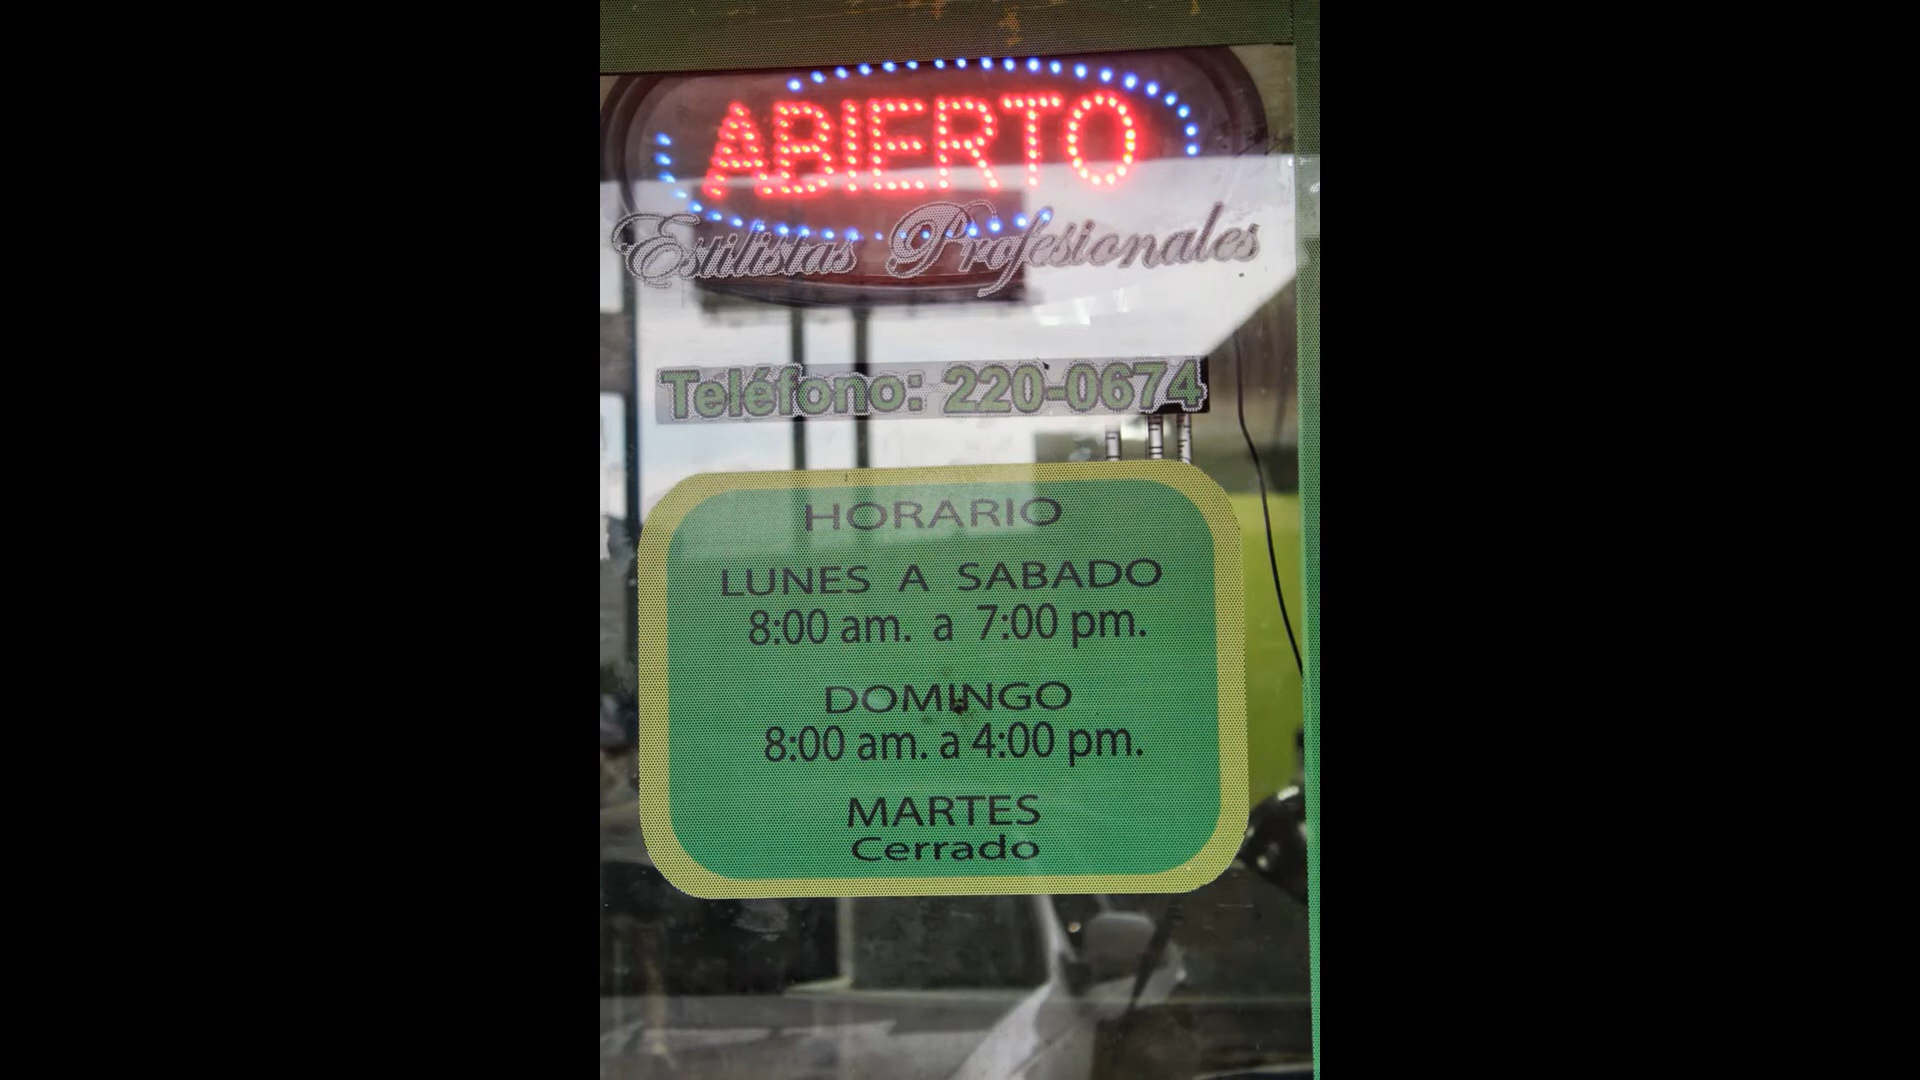 ABIERTO
Estilistas Profesionales
Teléfono: 220-0674
HORARIO
LUNES A SABADO
8:00 am. a 7:00 pm.
DOMINGO
8:00 am. a 4:00 pm.
MARTES
Cerrado